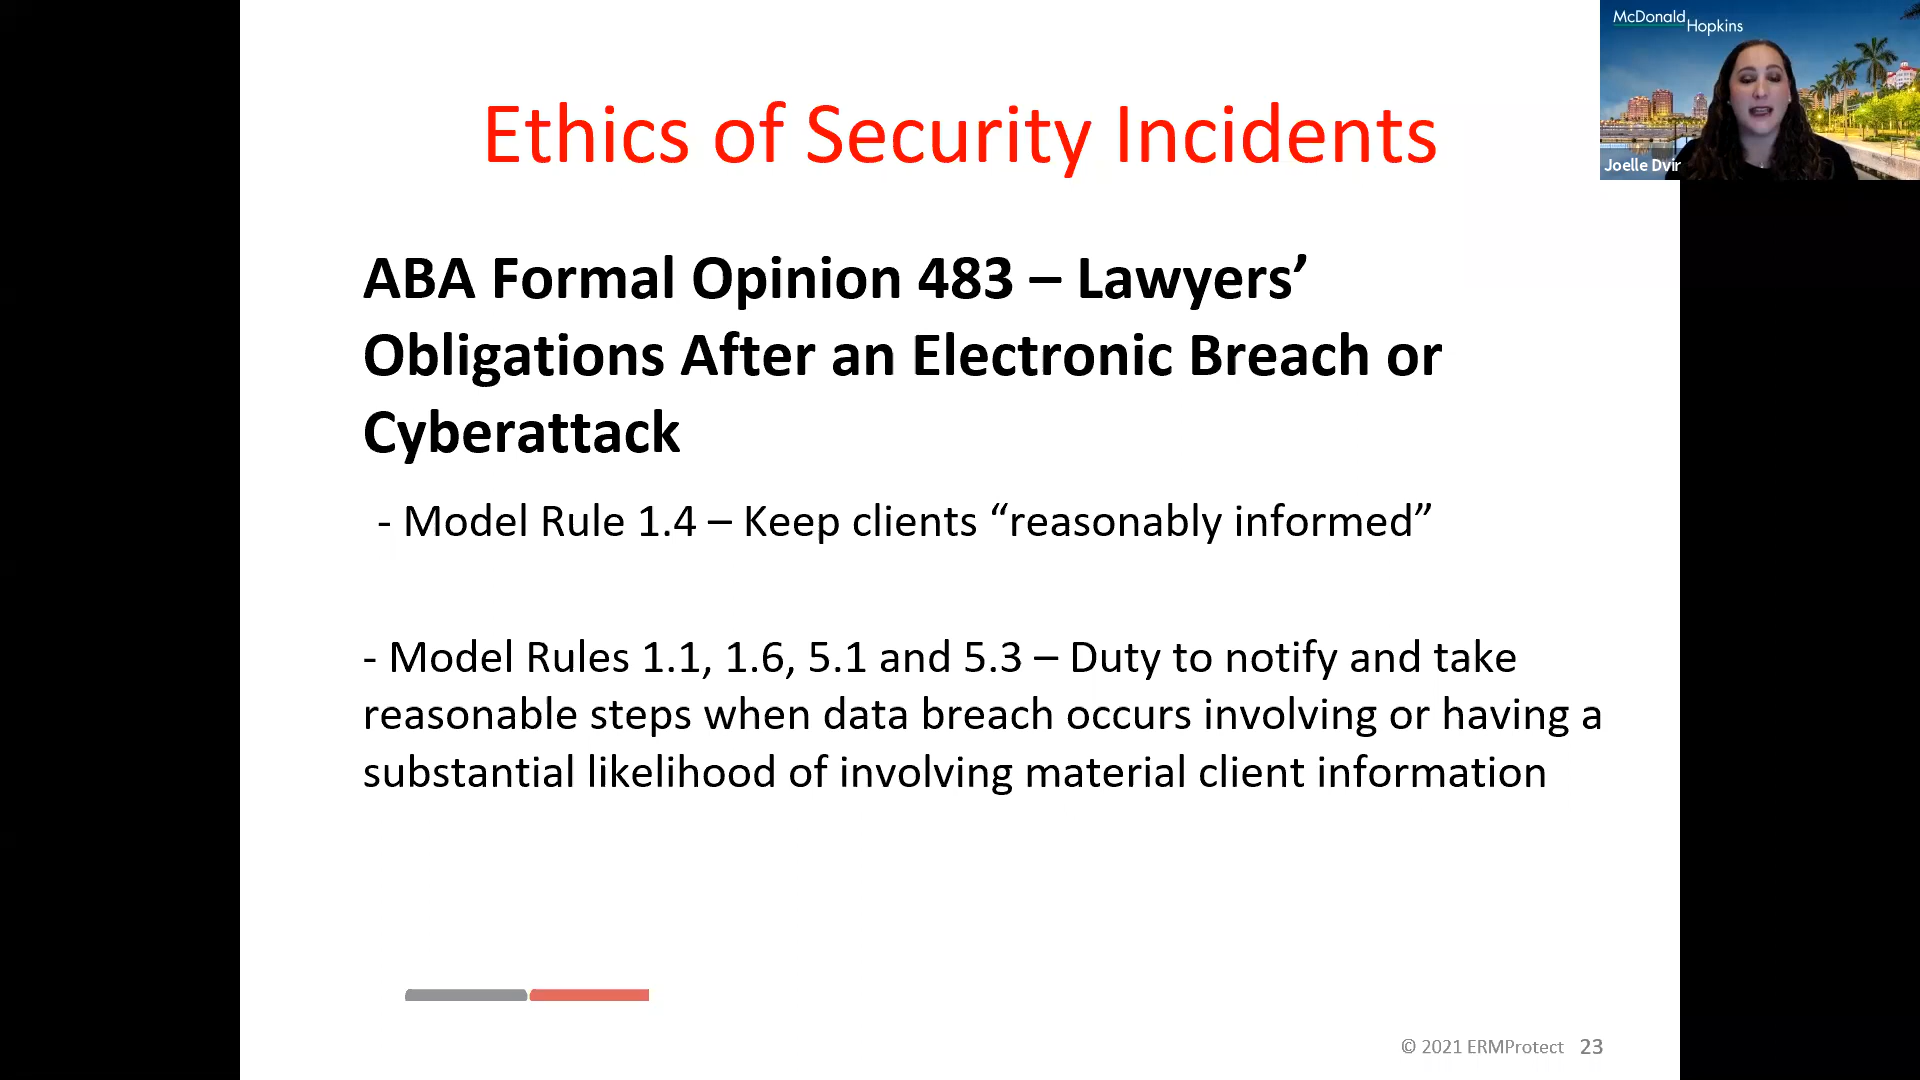 McDonald
Hopkins
Joelle Dvir
Ethics of Security Incidents
ABA Formal Opinion 483 – Lawyers’
Obligations After an Electronic Breach or
Cyberattack
- Model Rule 1.4 – Keep clients “reasonably informed”
- Model Rules 1.1, 1.6, 5.1 and 5.3 – Duty to notify and take
reasonable steps when data breach occurs involving or having a
substantial likelihood of involving material client information
© 2021 ERMProtect 23